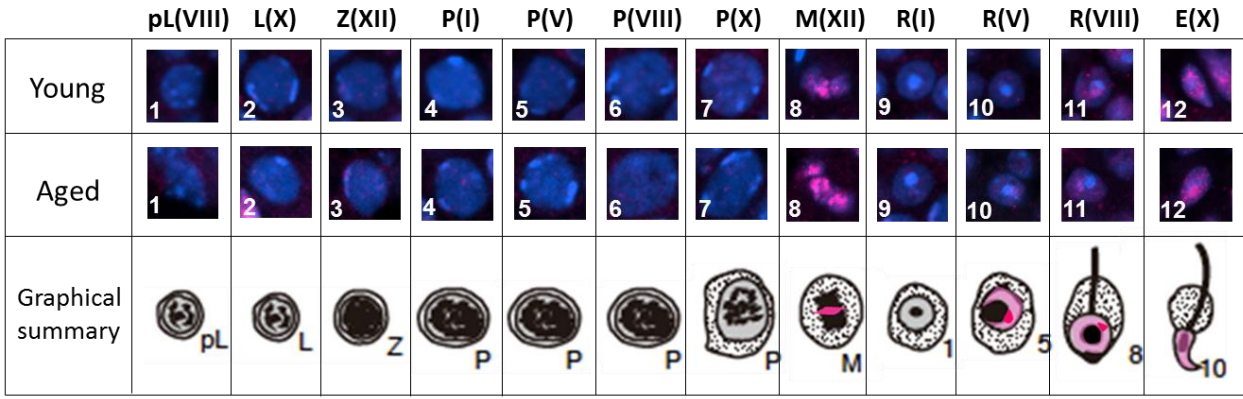 pL(VIII) L(X) Z(XII) P(I) P(V) P(VIII) P(X) M(XII) R(I) R(V) R(VIII) E(X)
Young 1 2 3 4 5 6 7 8 9 10 11 12
Aged 1 2 3 4 5 6 7 8 9 10 11 12
Graphical
summary
pL L Z P P P P M 1 5 8 10